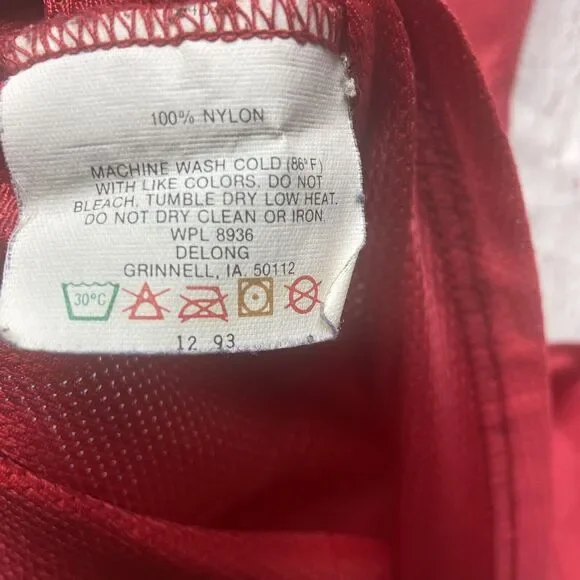 100% NYLON
MACHINE WASH COLD (86°F)
WITH LIKE COLORS. DO NOT
BLEACH. TUMBLE DRY LOW HEAT.
DO NOT DRY CLEAN OR IRON.
WPL 8936
DELONG
GRINNELL, IA. 50112
30°C
12 93